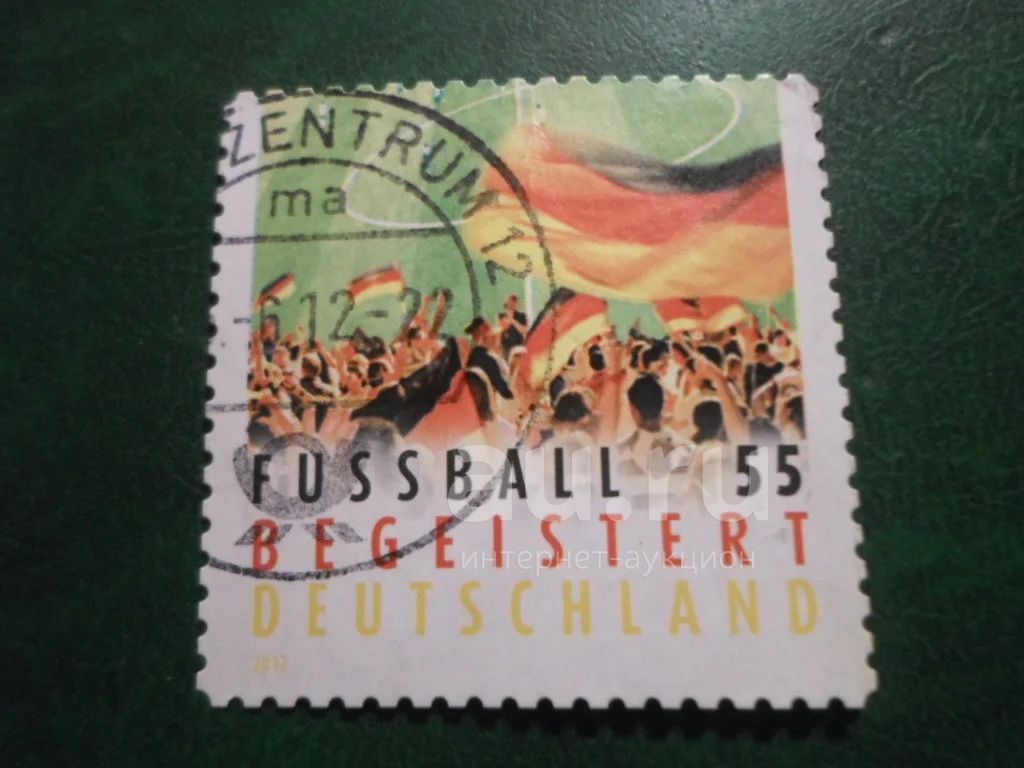 ZENTRUM 12
ma
-6.12-22
FUSSBALL 55
BEGEISTERT
DEUTSCHLAND
2012
au.ru
интернет-аукцион